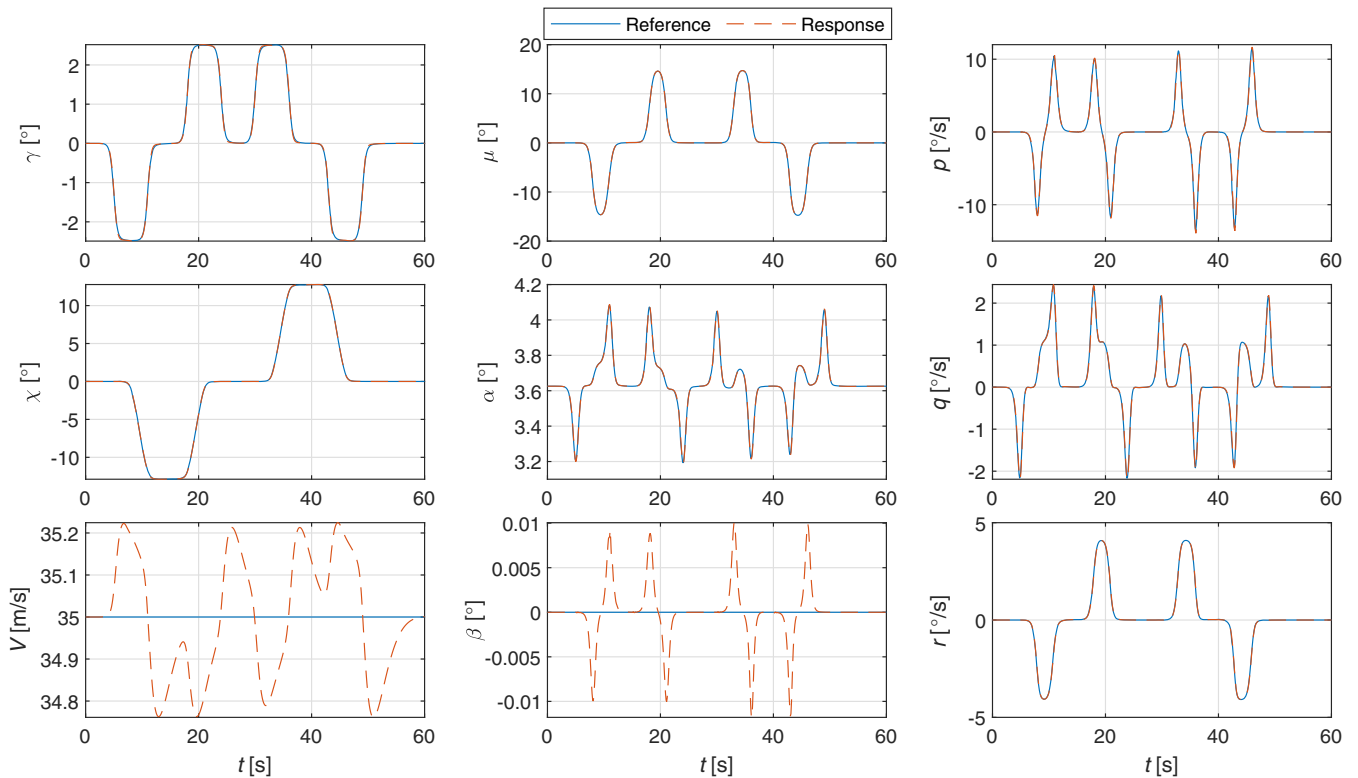 Reference Response
2
1
0
-1
-2
γ [°]
0 20 40 60
20
10
0
-10
-20
μ [°]
0 20 40 60
10
0
-10
p [°/s]
0 20 40 60
10
5
0
-5
-10
χ [°]
0 20 40 60
4.2
4
3.8
3.6
3.4
3.2
α [°]
0 20 40 60
2
1
0
-1
-2
q [°/s]
0 20 40 60
35.2
35.1
35
34.9
34.8
V [m/s]
0 20 40 60
t [s]
0.01
0.005
0
-0.005
-0.01
β [°]
0 20 40 60
t [s]
5
0
-5
r [°/s]
0 20 40 60
t [s]